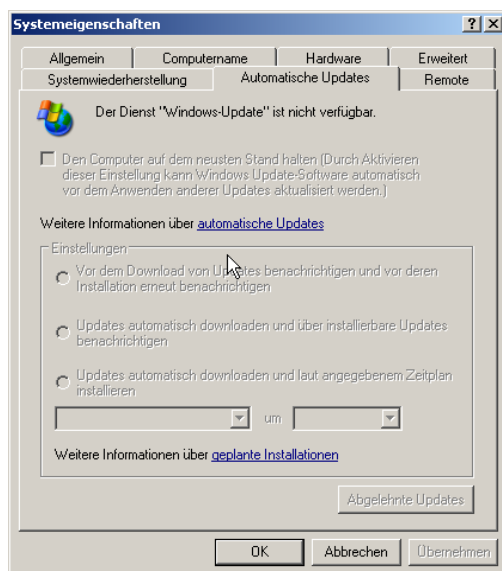 Systemeigenschaften
Allgemein Computername Hardware Erweitert
Systemwiederherstellung Automatische Updates Remote
Der Dienst "Windows-Update" ist nicht verfügbar.
Den Computer auf dem neusten Stand halten (Durch Aktivieren
dieser Einstellung kann Windows Update-Software automatisch
vor dem Anwenden anderer Updates aktualisiert werden.)
Weitere Informationen über automatische Updates
Einstellungen
Vor dem Download von Updates benachrichtigen und vor deren
Installation erneut benachrichtigen
Updates automatisch downloaden und über installierbare Updates
benachrichtigen
Updates automatisch downloaden und laut angegebenem Zeitplan
installieren
um
Weitere Informationen über geplante Installationen
Abgelehnte Updates
OK Abbrechen Übernehmen